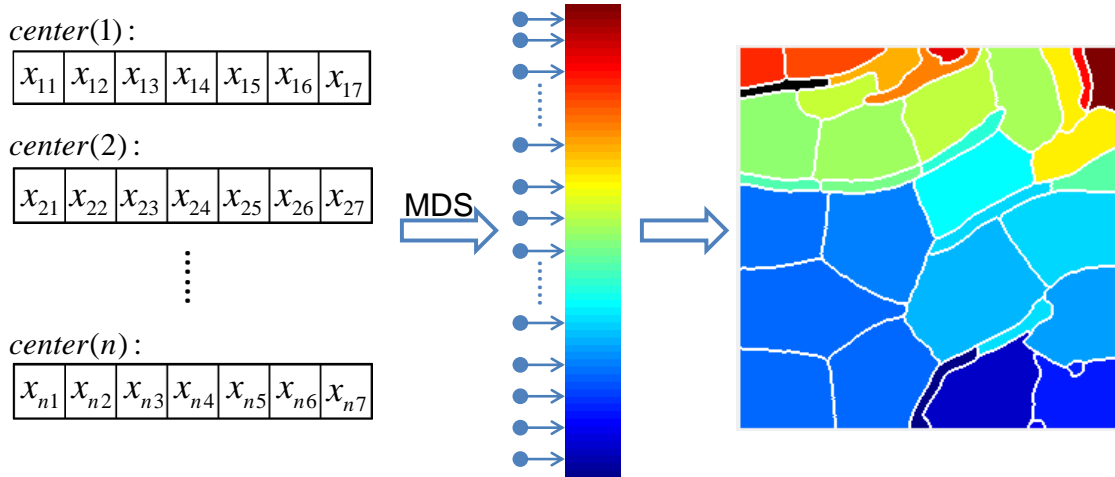 center(1):
x₁₁ x₁₂ x₁₃ x₁₄ x₁₅ x₁₆ x₁₇
center(2):
x₂₁ x₂₂ x₂₃ x₂₄ x₂₅ x₂₆ x₂₇
MDS
center(n):
xₙ₁ xₙ₂ xₙ₃ xₙ₄ xₙ₅ xₙ₆ xₙ₇